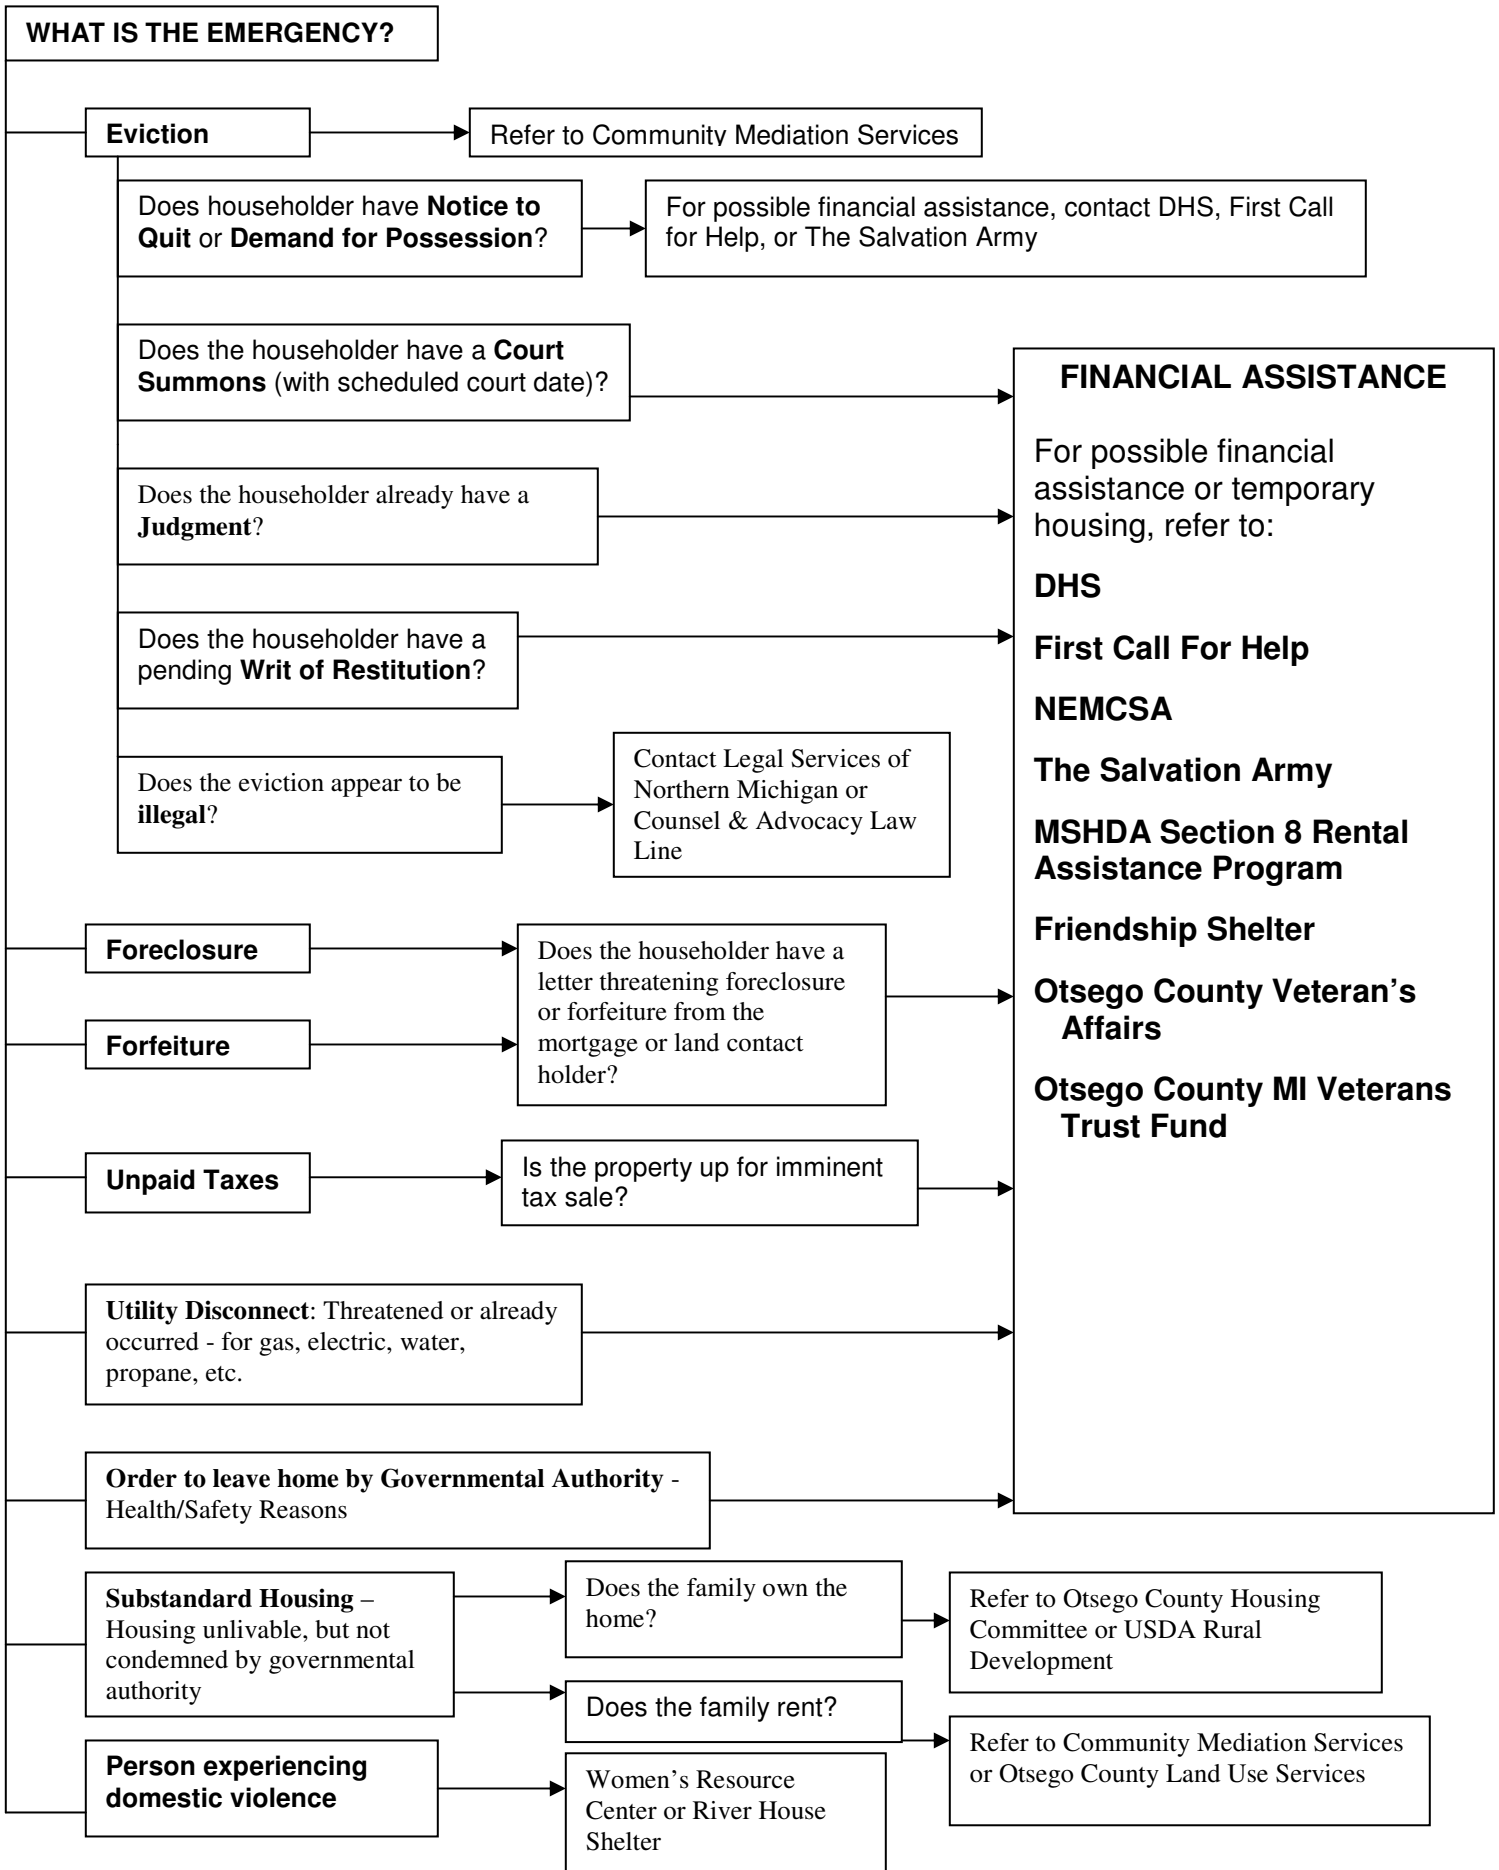 WHAT IS THE EMERGENCY?
Eviction
Refer to Community Mediation Services
Does householder have Notice to
Quit or Demand for Possession?
For possible financial assistance, contact DHS, First Call
for Help, or The Salvation Army
Does the householder have a Court
Summons (with scheduled court date)?
Does the householder already have a
Judgment?
Does the householder have a
pending Writ of Restitution?
Does the eviction appear to be
illegal?
Contact Legal Services of
Northern Michigan or
Counsel & Advocacy Law
Line
FINANCIAL ASSISTANCE
For possible financial
assistance or temporary
housing, refer to:
DHS
First Call For Help
NEMCSA
The Salvation Army
MSHDA Section 8 Rental
Assistance Program
Friendship Shelter
Otsego County Veteran’s
Affairs
Otsego County MI Veterans
Trust Fund
Foreclosure
Forfeiture
Does the householder have a
letter threatening foreclosure
or forfeiture from the
mortgage or land contact
holder?
Unpaid Taxes
Is the property up for imminent
tax sale?
Utility Disconnect: Threatened or already
occurred - for gas, electric, water,
propane, etc.
Order to leave home by Governmental Authority -
Health/Safety Reasons
Substandard Housing –
Housing unlivable, but not
condemned by governmental
authority
Does the family own the
home?
Refer to Otsego County Housing
Committee or USDA Rural
Development
Does the family rent?
Refer to Community Mediation Services
or Otsego County Land Use Services
Person experiencing
domestic violence
Women’s Resource
Center or River House
Shelter